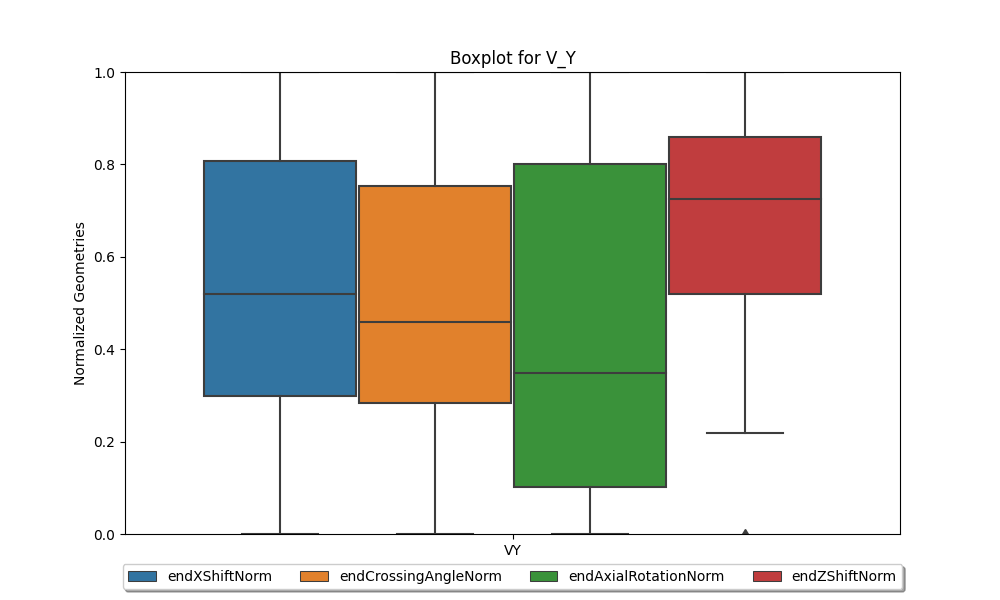 Boxplot for V_Y
Normalized Geometries
1.0
0.8
0.6
0.4
0.2
0.0
VY
endXShiftNorm endCrossingAngleNorm endAxialRotationNorm endZShiftNorm